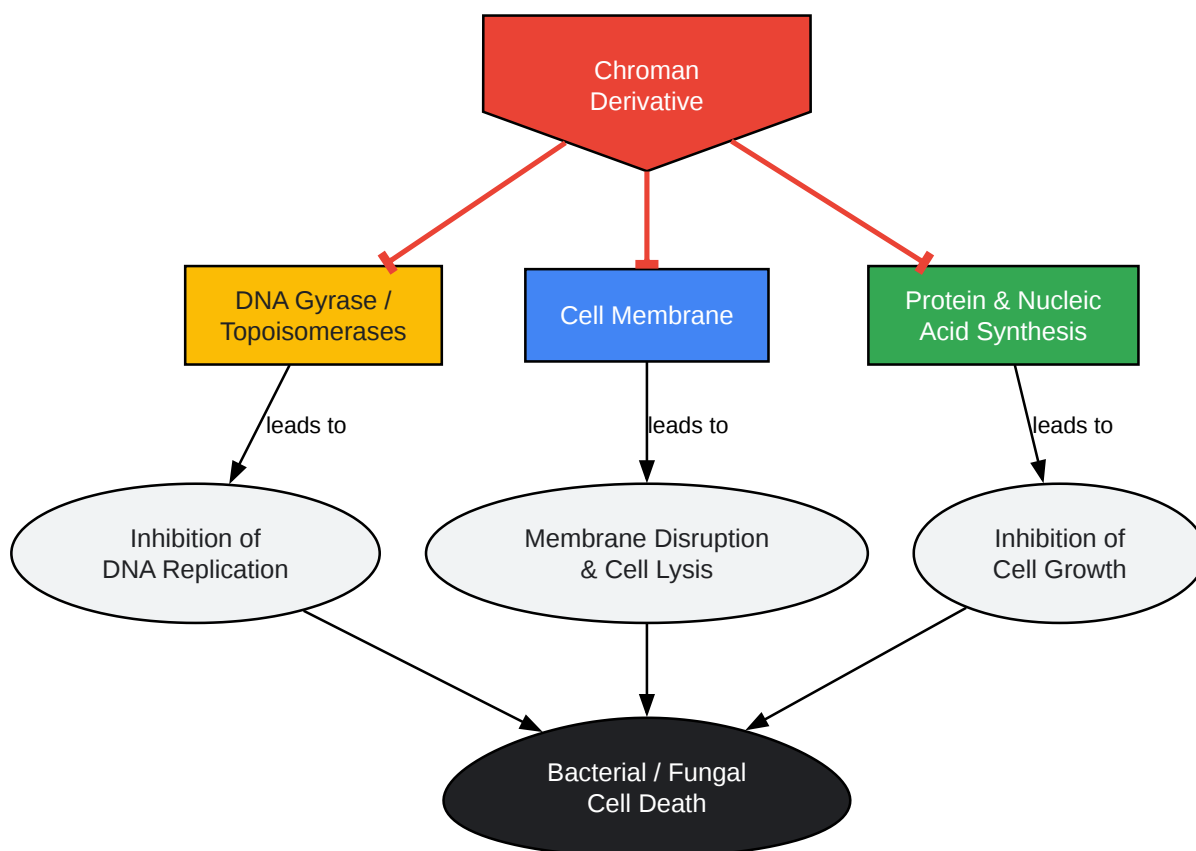 Chroman
Derivative
DNA Gyrase /
Topoisomerases
Cell Membrane
Protein & Nucleic
Acid Synthesis
leads to
leads to
leads to
Inhibition of
DNA Replication
Membrane Disruption
& Cell Lysis
Inhibition of
Cell Growth
Bacterial / Fungal
Cell Death